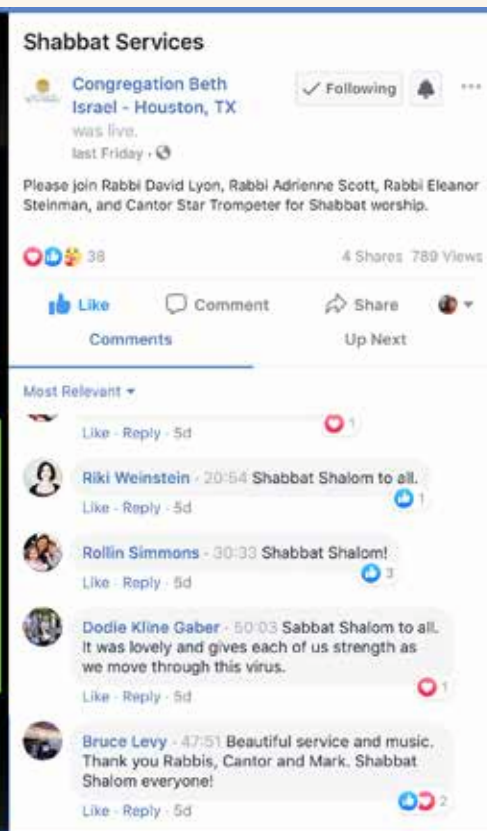 Shabbat Services
Congregation Beth
Israel - Houston, TX
✓ Following
...
was live.
last Friday ·
Please join Rabbi David Lyon, Rabbi Adrienne Scott, Rabbi Eleanor
Steinman, and Cantor Star Trompeter for Shabbat worship.
38
4 Shares 789 Views
Like Comment Share
Comments Up Next
Most Relevant
Like · Reply · 5d
1
Riki Weinstein · 20:54 Shabbat Shalom to all.
1
Like · Reply · 5d
Rollin Simmons · 30:33 Shabbat Shalom!
3
Like · Reply · 5d
Dodie Kline Gaber · 50:03 Sabbat Shalom to all.
It was lovely and gives each of us strength as
we move through this virus.
1
Like · Reply · 5d
Bruce Levy · 47:51 Beautiful service and music.
Thank you Rabbis, Cantor and Mark. Shabbat
Shalom everyone!
2
Like · Reply · 5d